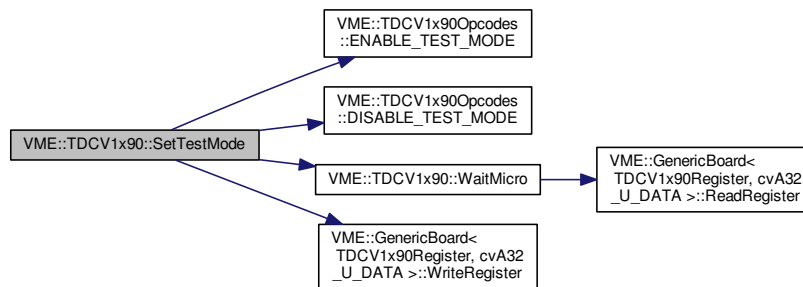 VME::TDCV1x90::SetTestMode
VME::TDCV1x90Opcodes
::ENABLE_TEST_MODE
VME::TDCV1x90Opcodes
::DISABLE_TEST_MODE
VME::TDCV1x90::WaitMicro
VME::GenericBoard<
TDCV1x90Register, cvA32
_U_DATA >::WriteRegister
VME::GenericBoard<
TDCV1x90Register, cvA32
_U_DATA >::ReadRegister